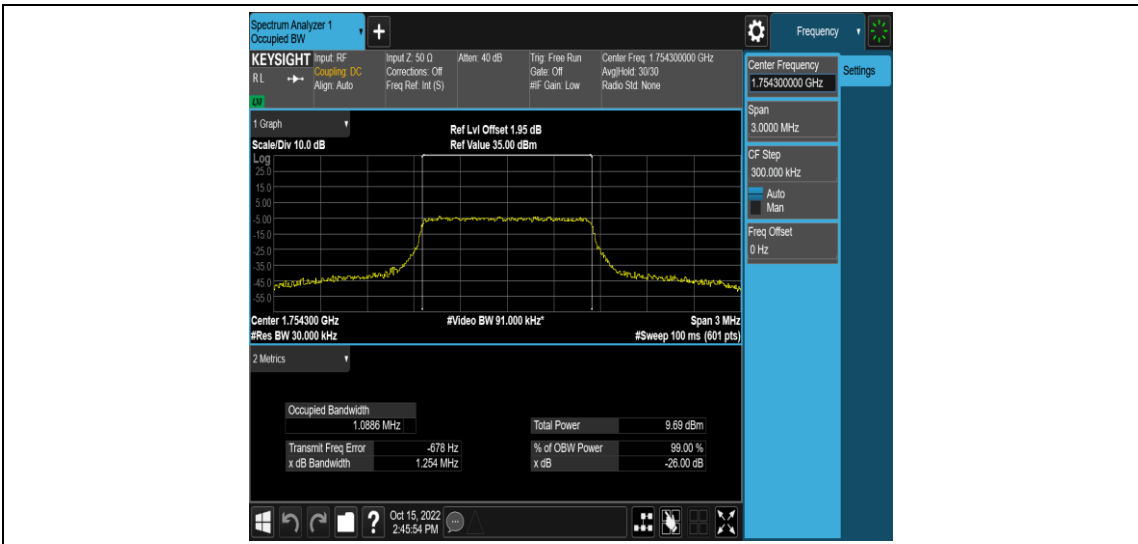 Spectrum Analyzer 1
Occupied BW
+
Frequency
KEYSIGHT
RL
LXI
Input: RF
Coupling: DC
Align: Auto
Input Z: 50 Ω
Corrections: Off
Freq Ref: Int (S)
Atten: 40 dB
Trig: Free Run
Gate: Off
#IF Gain: Low
Center Freq: 1.754300000 GHz
Avg|Hold: 30/30
Radio Std: None
Center Frequency
1.754300000 GHz
Settings
Span
3.0000 MHz
CF Step
300.000 kHz
Auto
Man
Freq Offset
0 Hz
1 Graph
Scale/Div 10.0 dB
Ref Lvl Offset 1.95 dB
Ref Value 35.00 dBm
Log
25.0
15.0
5.00
-5.00
-15.0
-25.0
-35.0
-45.0
-55.0
Center 1.754300 GHz
#Video BW 91.000 kHz*
Span 3 MHz
#Res BW 30.000 kHz
#Sweep 100 ms (601 pts)
2 Metrics
Occupied Bandwidth
1.0886 MHz
Total Power 9.69 dBm
Transmit Freq Error -678 Hz
% of OBW Power 99.00 %
x dB Bandwidth 1.254 MHz
x dB -26.00 dB
?
Oct 15, 2022
2:45:54 PM